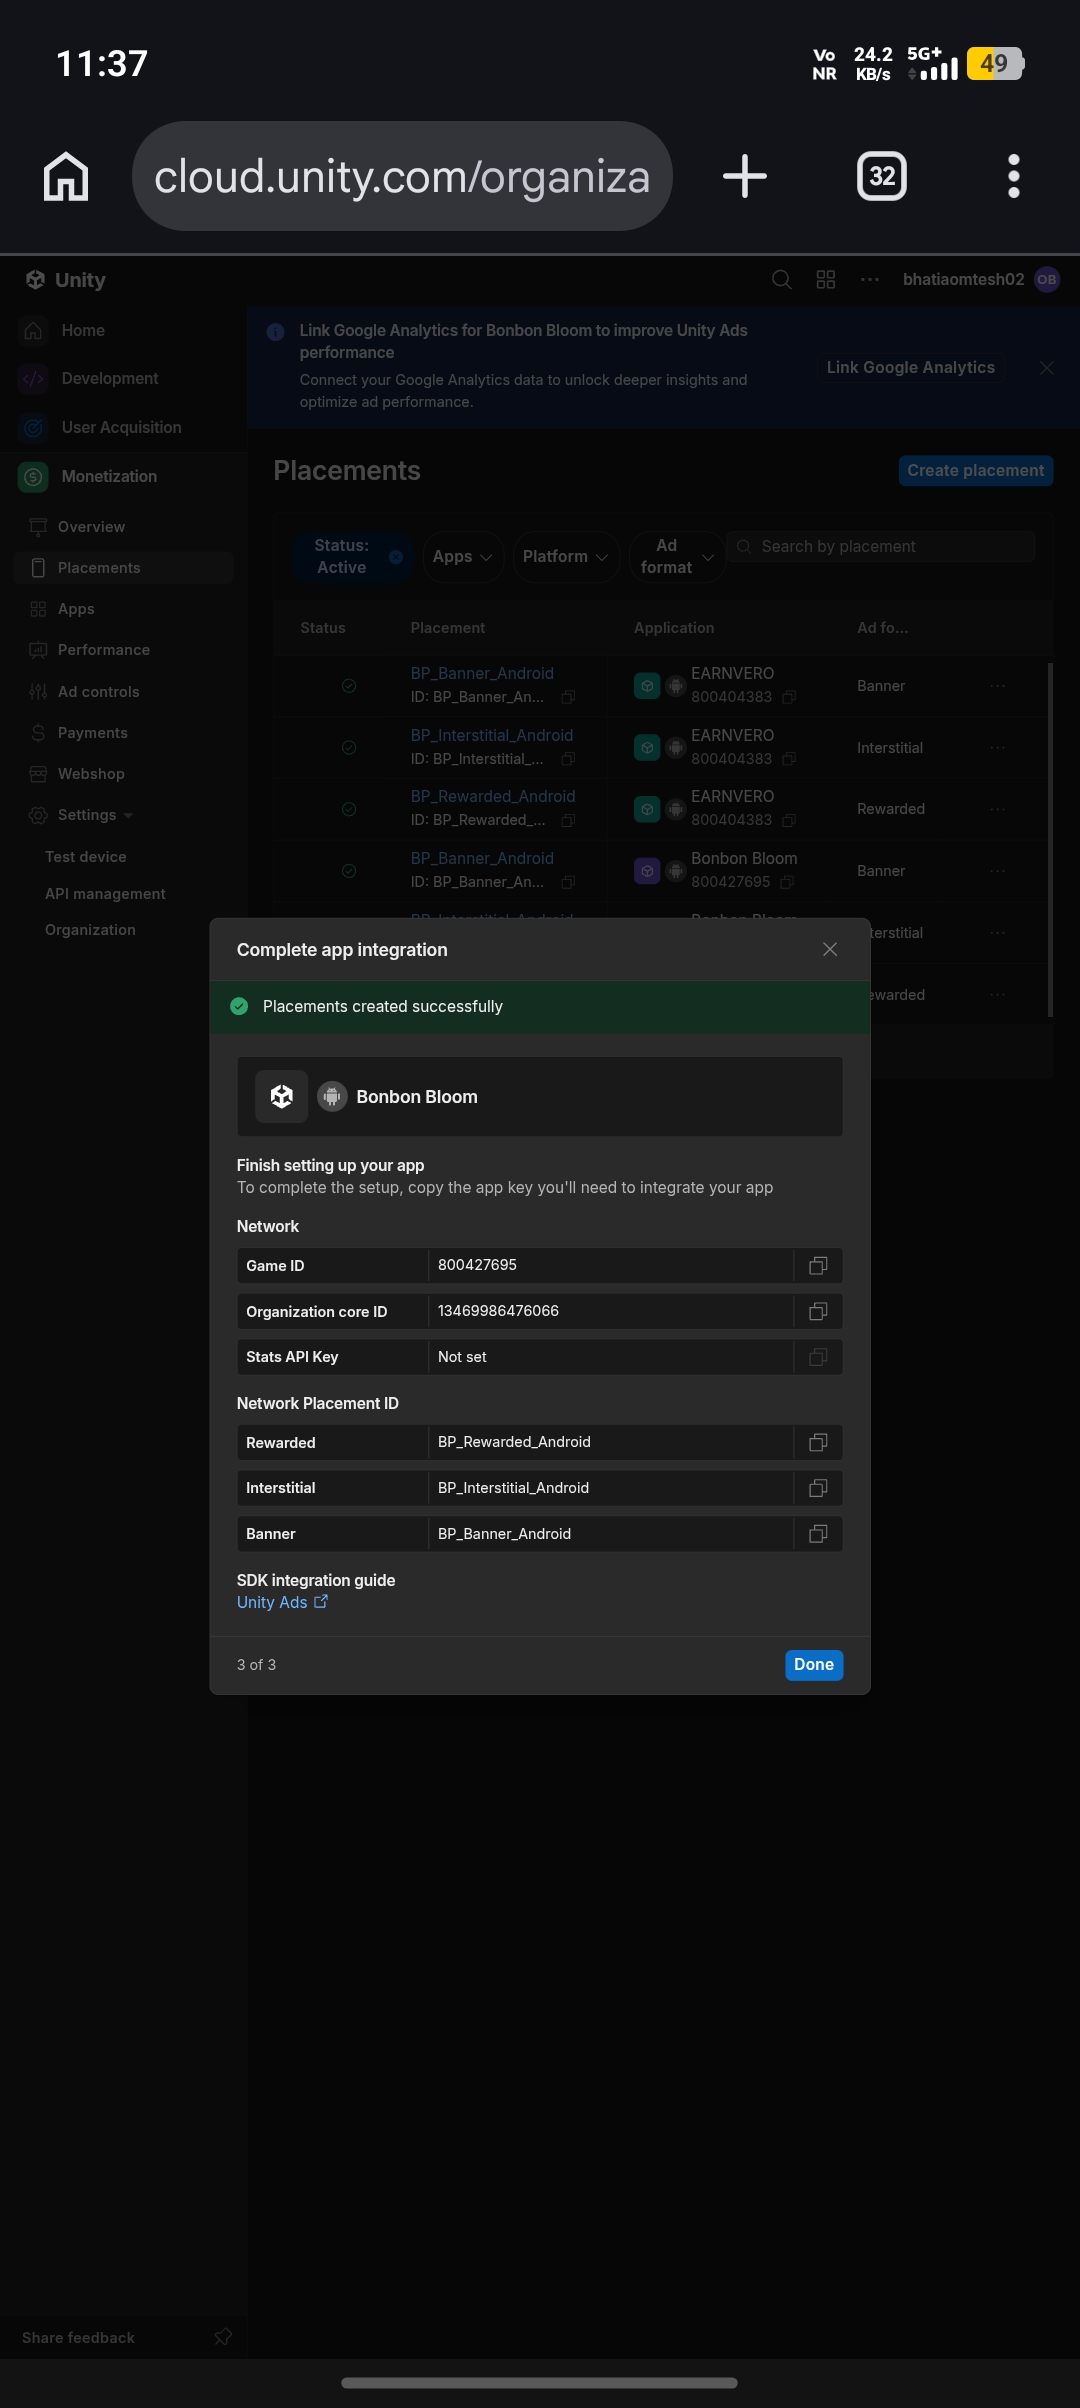 11:37
Vo NR
24.2 KB/s
5G+
49
cloud.unity.com/organiza
32
Unity
bhatiaomtesh02
OB
Home
Development
User Acquisition
Monetization
Overview
Placements
Apps
Performance
Ad controls
Payments
Webshop
Settings
Test device
API management
Organization
Link Google Analytics for Bonbon Bloom to improve Unity Ads
performance
Connect your Google Analytics data to unlock deeper insights and
optimize ad performance.
Link Google Analytics
Placements
Create placement
Status:
Active
Apps
Platform
Ad
format
Search by placement
Status Placement Application Ad fo...
BP_Banner_Android EARNVERO
ID: BP_Banner_An... 800404383 Banner
BP_Interstitial_Android EARNVERO
ID: BP_Interstitial_... 800404383 Interstitial
BP_Rewarded_Android EARNVERO
ID: BP_Rewarded_... 800404383 Rewarded
BP_Banner_Android Bonbon Bloom
ID: BP_Banner_An... 800427695 Banner
BP_Interstitial_Android Bonbon Bloom
terstitial
ewarded
Complete app integration
Placements created successfully
Bonbon Bloom
Finish setting up your app
To complete the setup, copy the app key you'll need to integrate your app
Network
Game ID 800427695
Organization core ID 13469986476066
Stats API Key Not set
Network Placement ID
Rewarded BP_Rewarded_Android
Interstitial BP_Interstitial_Android
Banner BP_Banner_Android
SDK integration guide
Unity Ads
3 of 3
Done
Share feedback